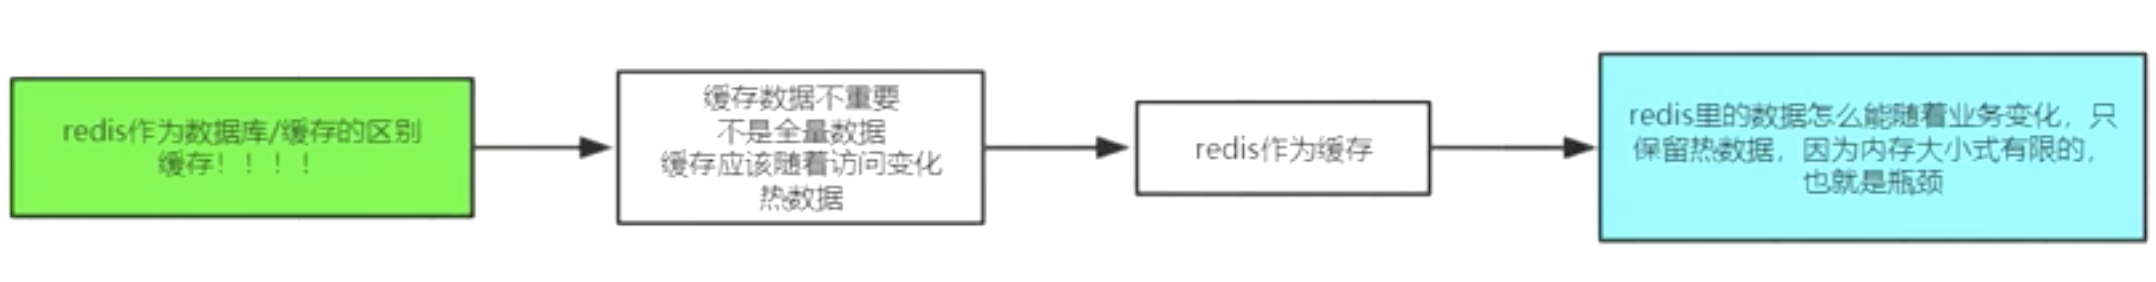 redis作为数据库/缓存的区别
缓存！！！！
缓存数据不重要
不是全量数据
缓存应该随着访问变化
热数据
redis作为缓存
redis里的数据怎么能随着业务变化，只
保留热数据，因为内存大小式有限的，
也就是瓶颈